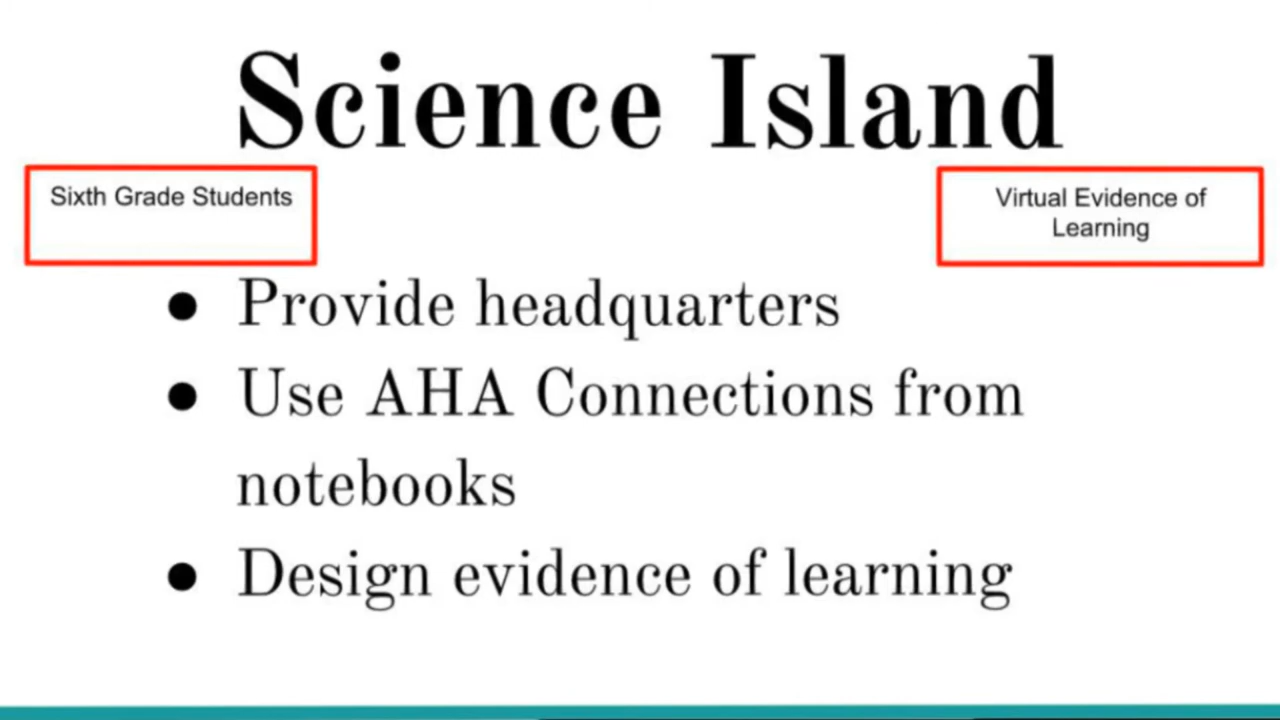 Science Island
Sixth Grade Students
Virtual Evidence of
Learning
● Provide headquarters
● Use AHA Connections from
notebooks
● Design evidence of learning